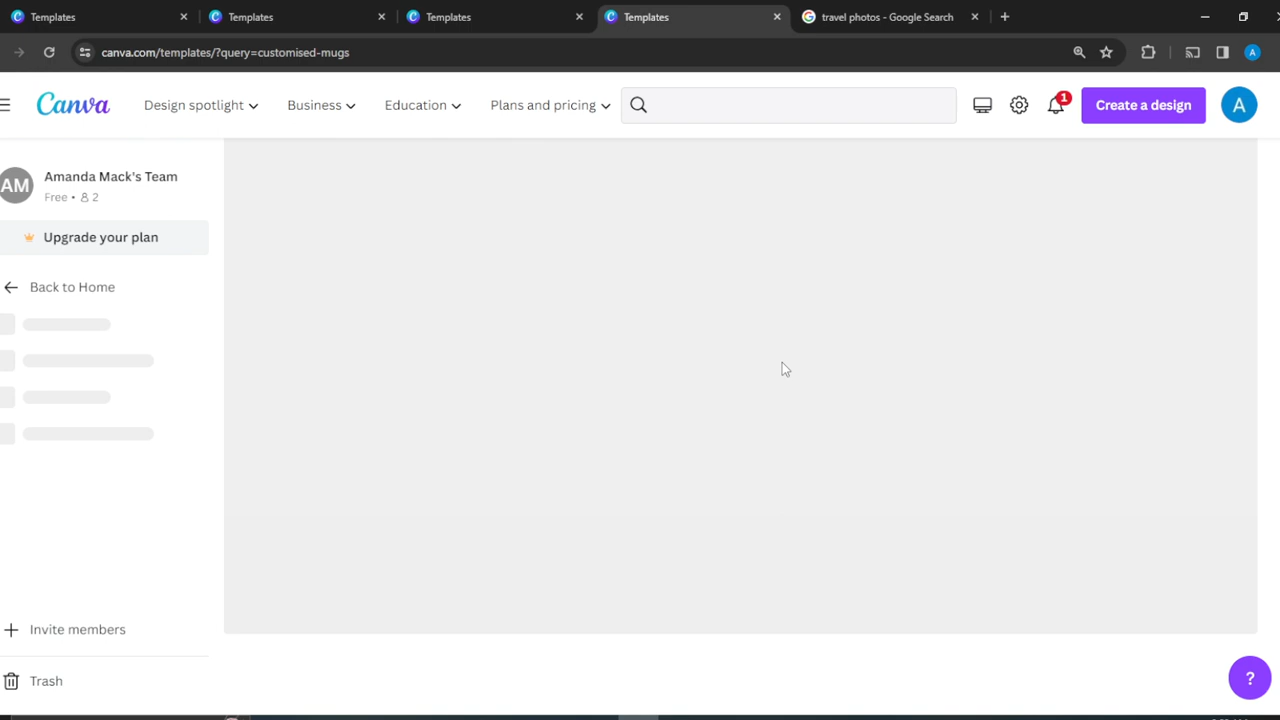 Templates
Templates
Templates
Templates
travel photos - Google Search
canva.com/templates/?query=customised-mugs
A
Canva
Design spotlight
Business
Education
Plans and pricing
1
Create a design
A
AM
Amanda Mack's Team
Free • 2
Upgrade your plan
Back to Home
Invite members
Trash
?